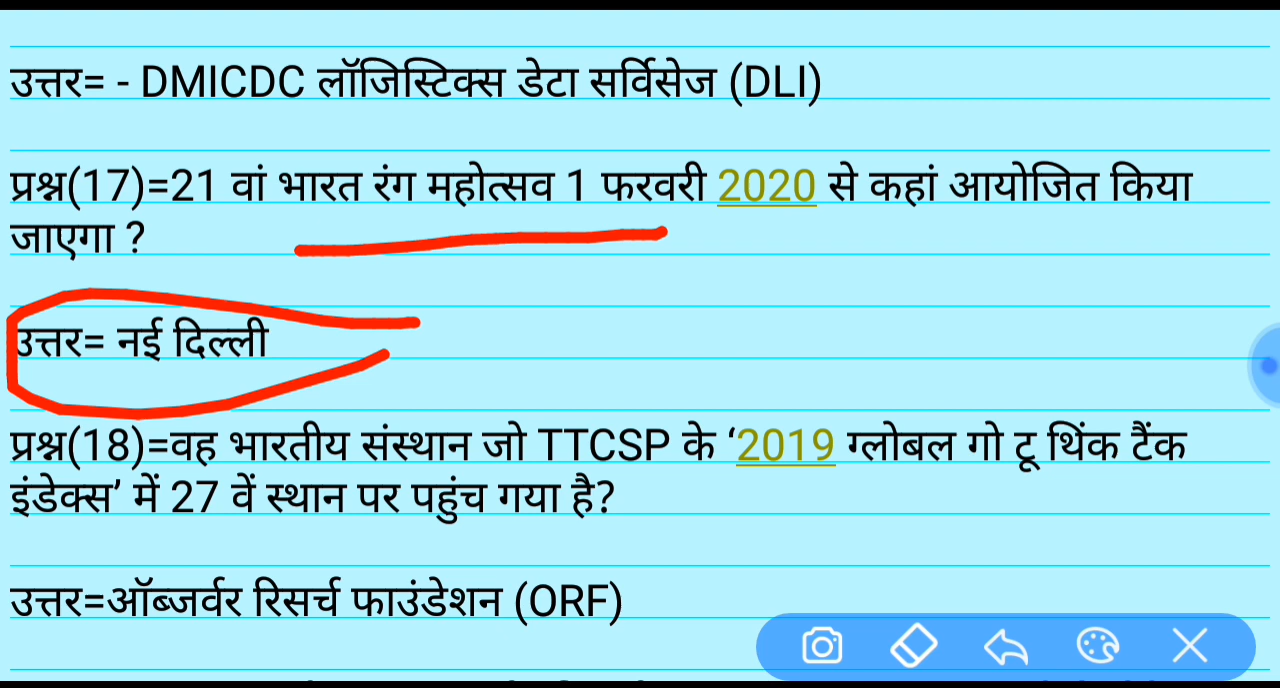 उत्तर= - DMICDC लॉजिस्टिक्स डेटा सर्विसेज (DLI)
प्रश्न(17)=21 वां भारत रंग महोत्सव 1 फरवरी 2020 से कहां आयोजित किया
जाएगा ?
उत्तर= नई दिल्ली
प्रश्न(18)=वह भारतीय संस्थान जो TTCSP के ‘2019 ग्लोबल गो टू थिंक टैंक
इंडेक्स’ में 27 वें स्थान पर पहुंच गया है?
उत्तर=ऑब्जर्वर रिसर्च फाउंडेशन (ORF)